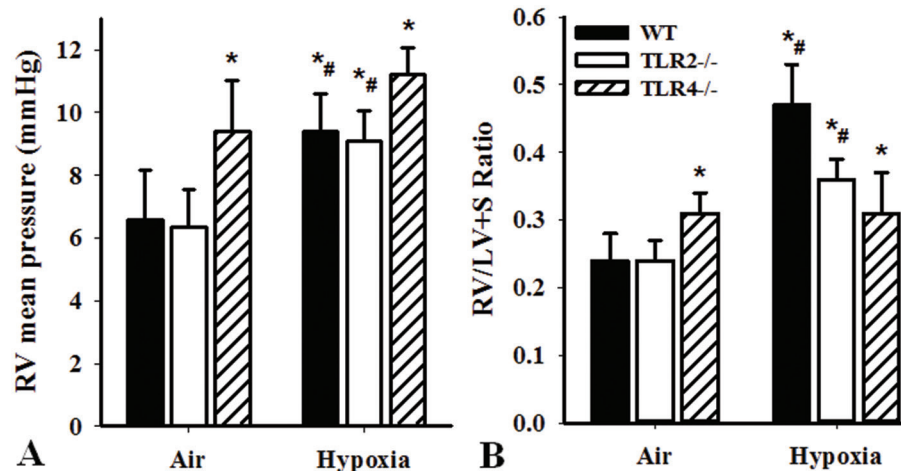 RV mean pressure (mmHg)
12
10
8
6
4
2
0
*
*#
*#
*
Air
Hypoxia
A
RV/LV+S Ratio
0.6
0.5
0.4
0.3
0.2
0.1
0.0
WT
TLR2-/-
TLR4-/-
*
*#
*#
*
Air
Hypoxia
B